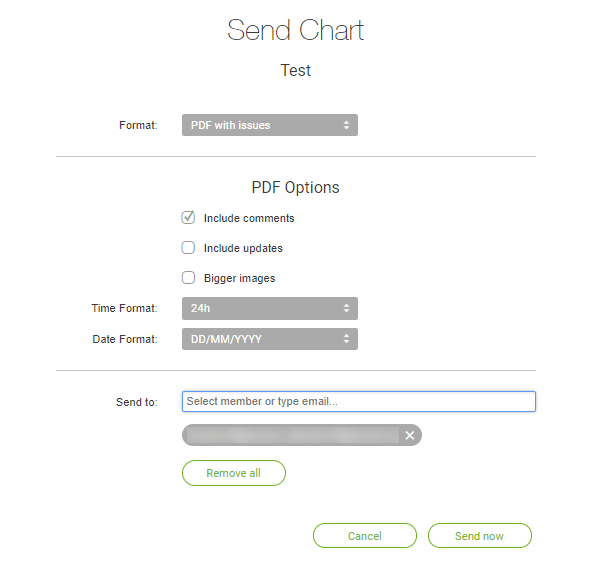 Send Chart
Test
Format: PDF with issues
PDF Options
Include comments
Include updates
Bigger images
Time Format: 24h
Date Format: DD/MM/YYYY
Send to: Select member or type email...
Remove all
Cancel Send now